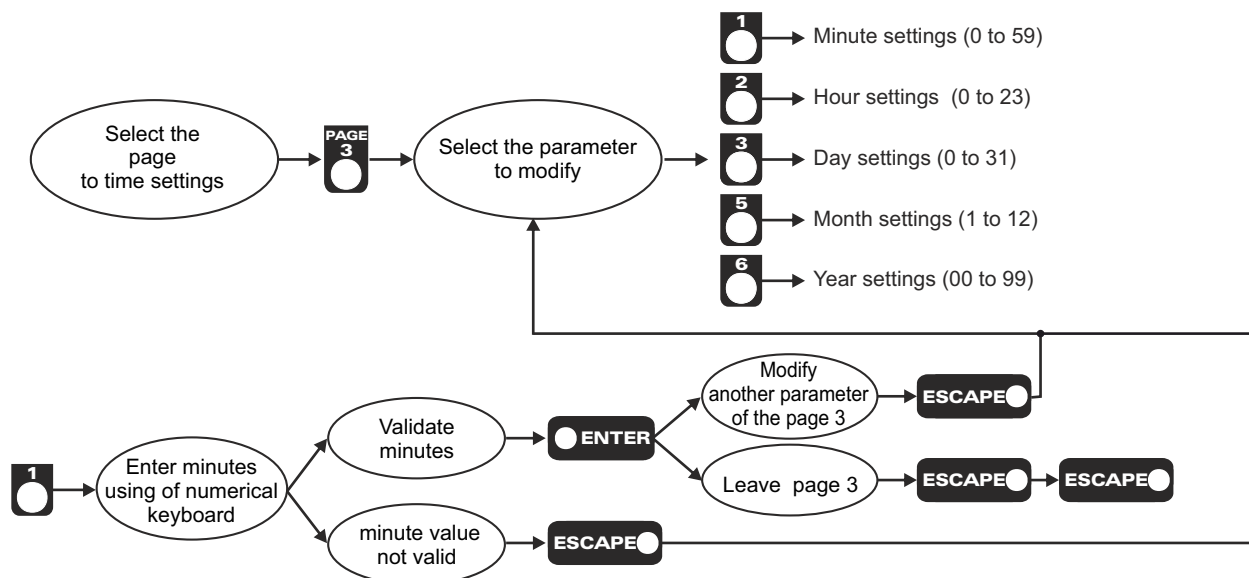 1
Minute settings (0 to 59)
2
Hour settings (0 to 23)
Select the
page
to time settings
PAGE
3
Select the parameter
to modify
3
Day settings (0 to 31)
5
Month settings (1 to 12)
6
Year settings (00 to 99)
1
Enter minutes
using of numerical
keyboard
Validate
minutes
ENTER
Modify
another parameter
of the page 3
ESCAPE
Leave page 3
ESCAPE
ESCAPE
minute value
not valid
ESCAPE